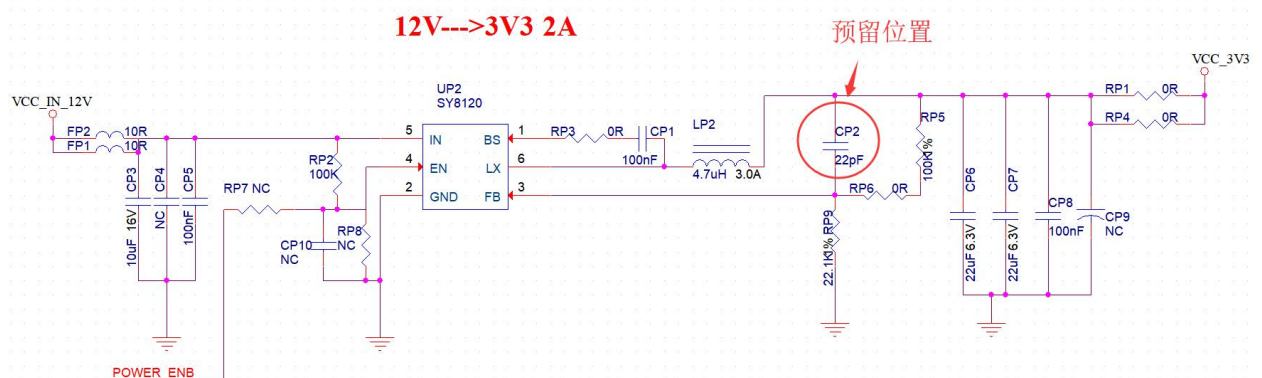 12V--->3V3 2A
预留位置
VCC_3V3
VCC_IN_12V
UP2
SY8120
FP2 10R
FP1 10R
RP2
100K
RP7 NC
CP3
10uF 16V
CP4
NC
CP5
100nF
CP10
NC
RP8
NC
5 IN
4 EN
2 GND
BS 1
LX 6
FB 3
RP3 0R
CP1
100nF
LP2
4.7uH 3.0A
CP2
22pF
RP5
100K1%
RP6 0R
RP9
22.1K1%
CP6
22uF 6.3V
CP7
22uF 6.3V
CP8
100nF
CP9
NC
RP1 0R
RP4 0R
POWER_ENB